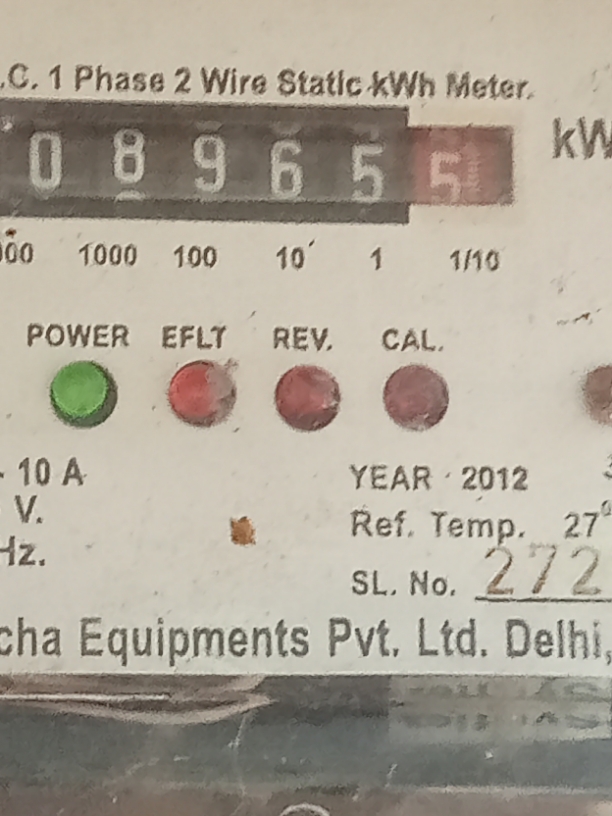 .C. 1 Phase 2 Wire Static kWh Meter.
0 8 9 6 5 5 kW
000 1000 100 10 1 1/10
POWER EFLT REV. CAL.
- 10 A
YEAR · 2012
V.
Ref. Temp. 27°
Hz.
SL. No. 272
cha Equipments Pvt. Ltd. Delhi,